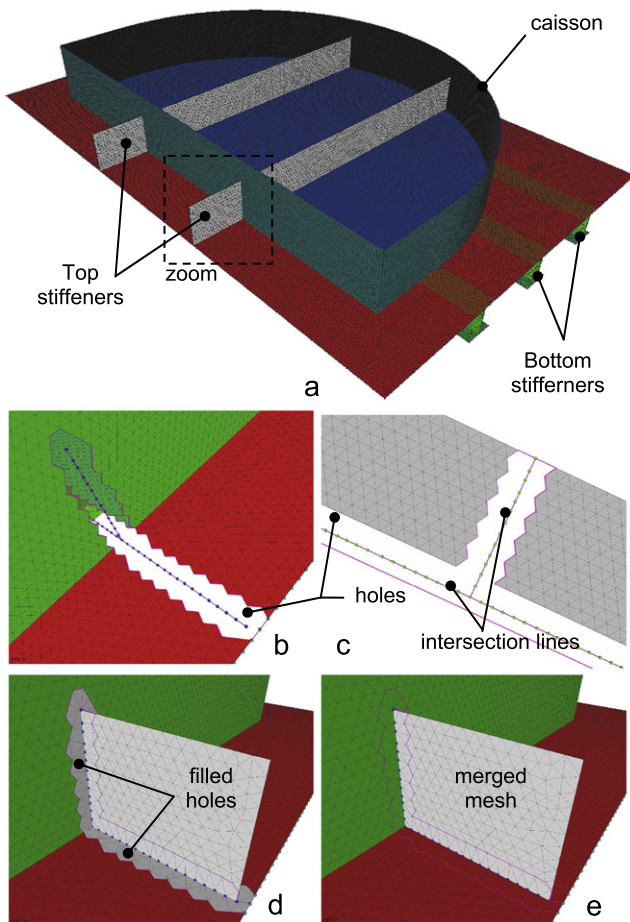 caisson
Top
stiffeners
zoom
Bottom
stifferners
a
holes
b
c
intersection lines
filled
holes
merged
mesh
d
e